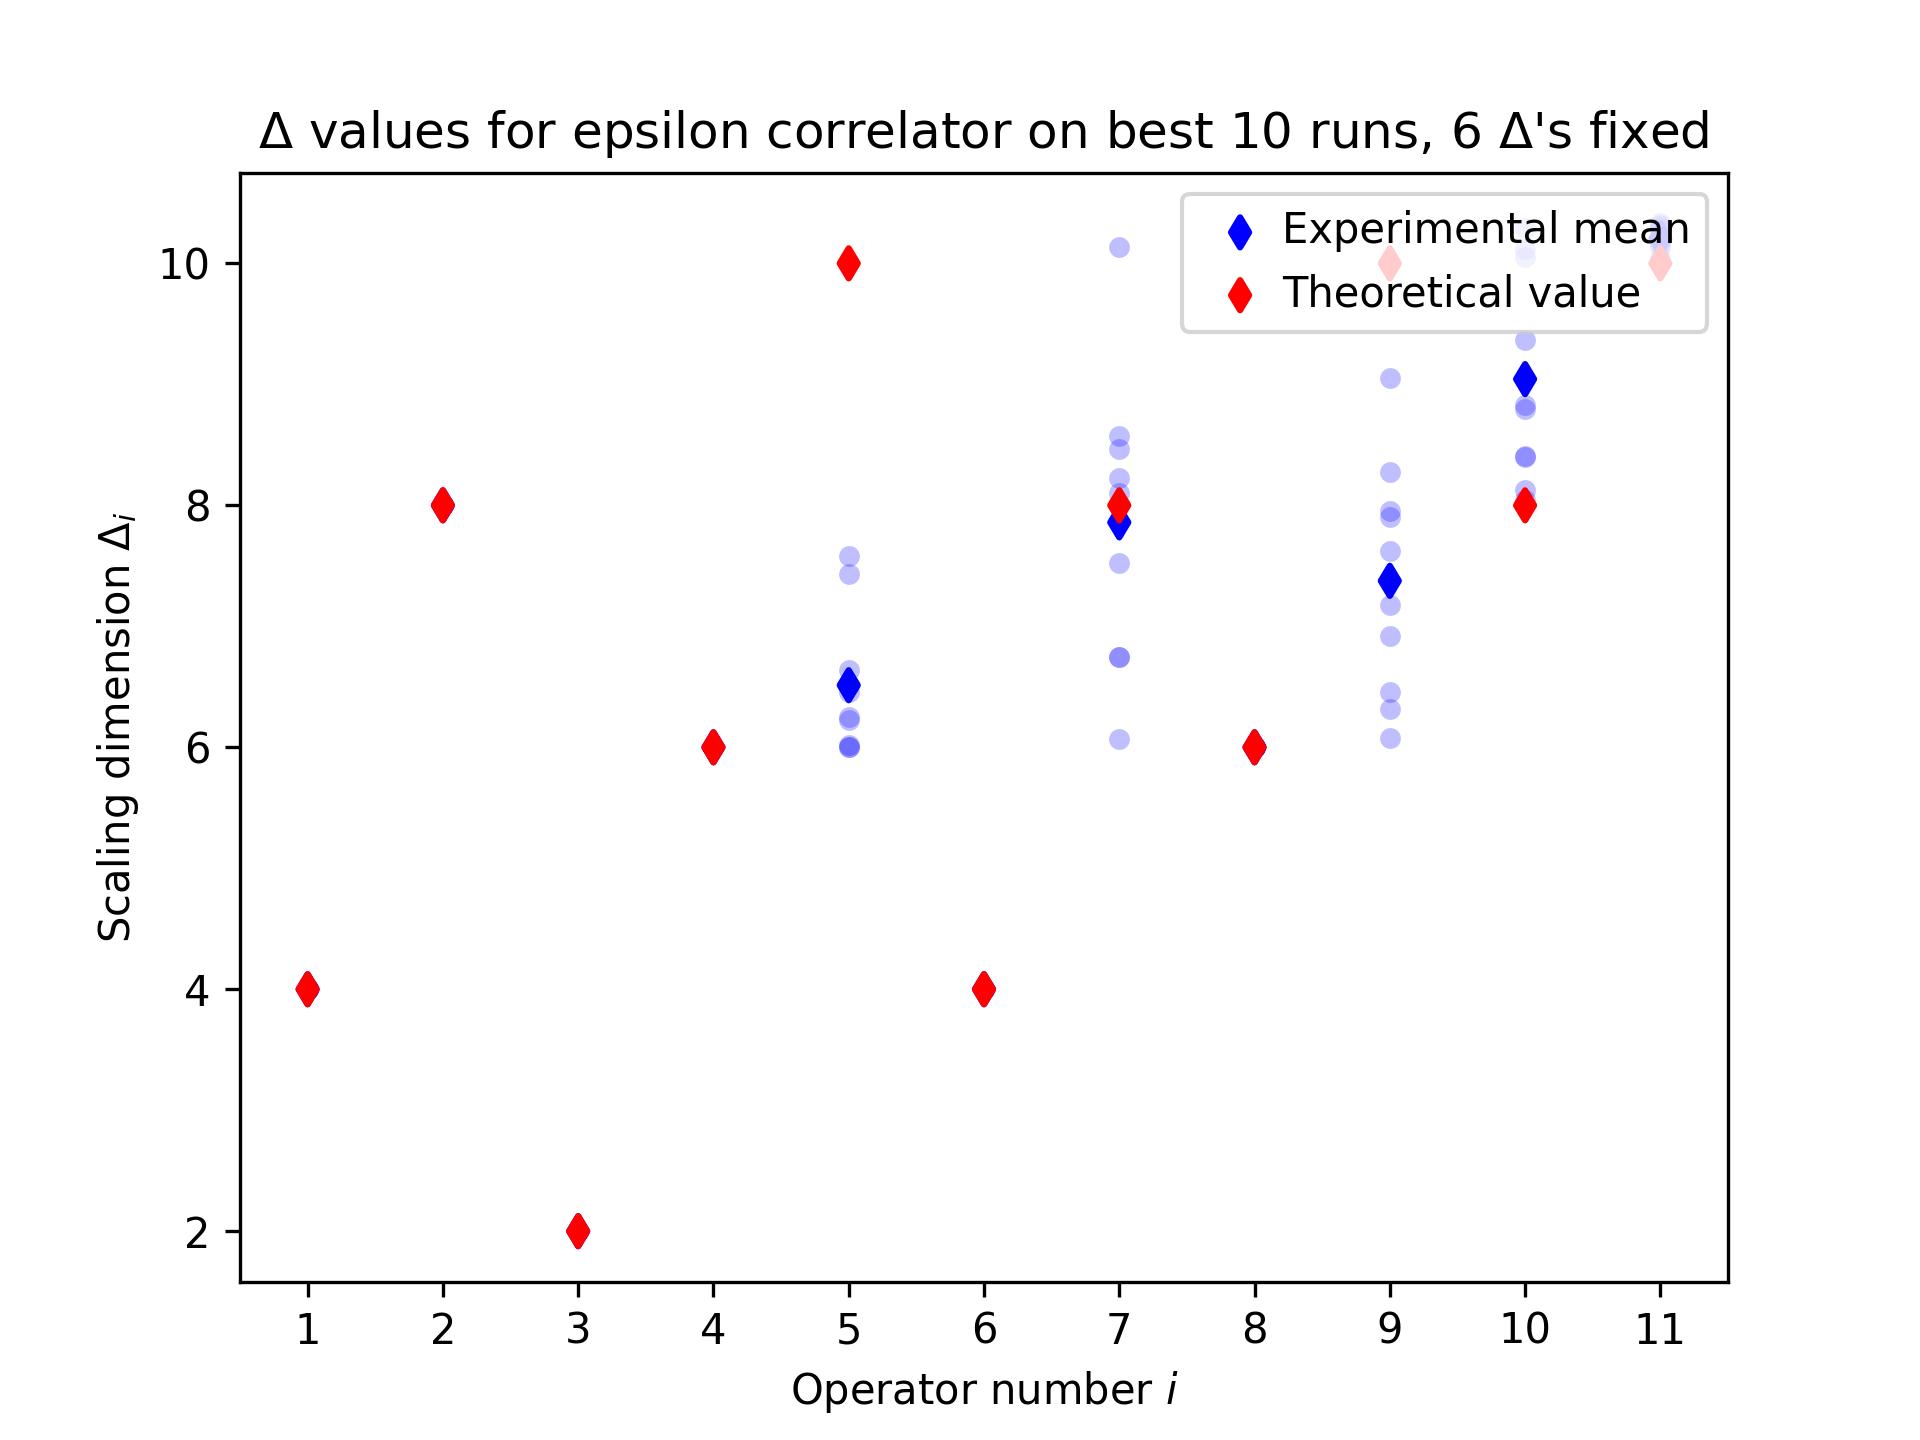 Δ values for epsilon correlator on best 10 runs, 6 Δ's fixed
Experimental mean
Theoretical value
10
8
6
4
2
Scaling dimension Δᵢ
1 2 3 4 5 6 7 8 9 10 11
Operator number i